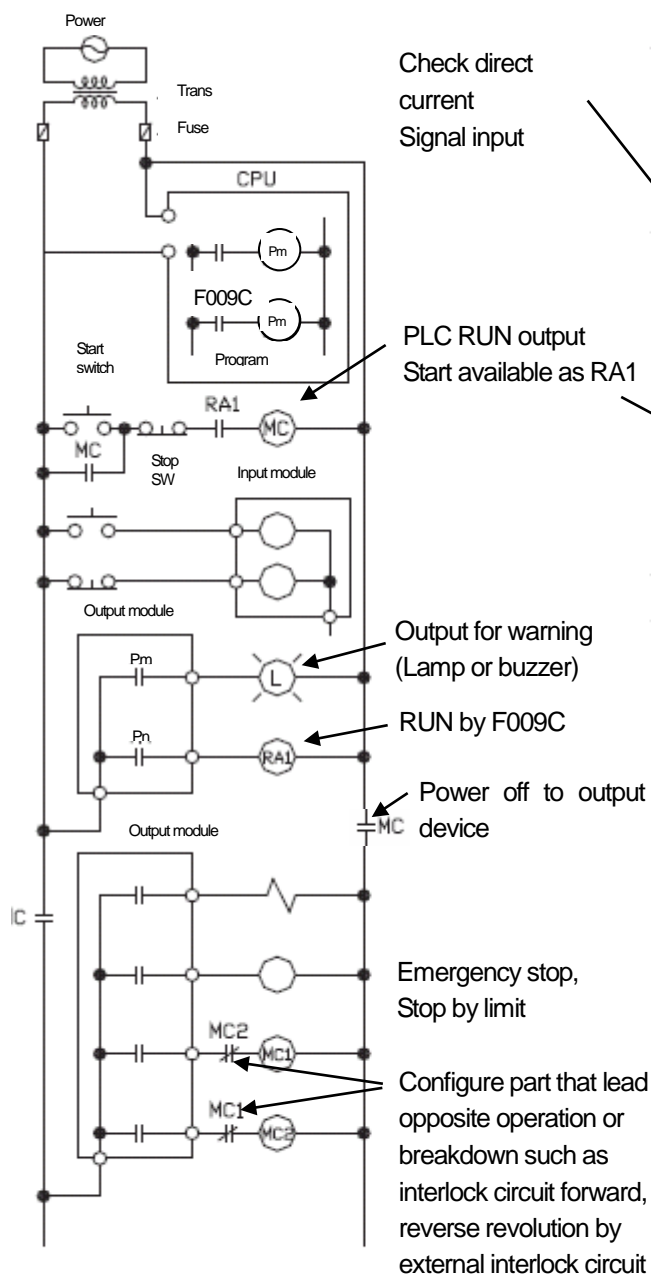 Power
Trans
Fuse
Check direct
current
Signal input
CPU
Pm
F009C
Pm
Program
Start
switch
PLC RUN output
Start available as RA1
RA1
MC
MC
Stop
SW
Input module
Output module
Pm
L
Output for warning
(Lamp or buzzer)
Pn
RA1
RUN by F009C
Power off to output
device
MC
Output module
Emergency stop,
Stop by limit
MC2
MC1
MC1
MC2
Configure part that lead
opposite operation or
breakdown such as
interlock circuit forward,
reverse revolution by
external interlock circuit